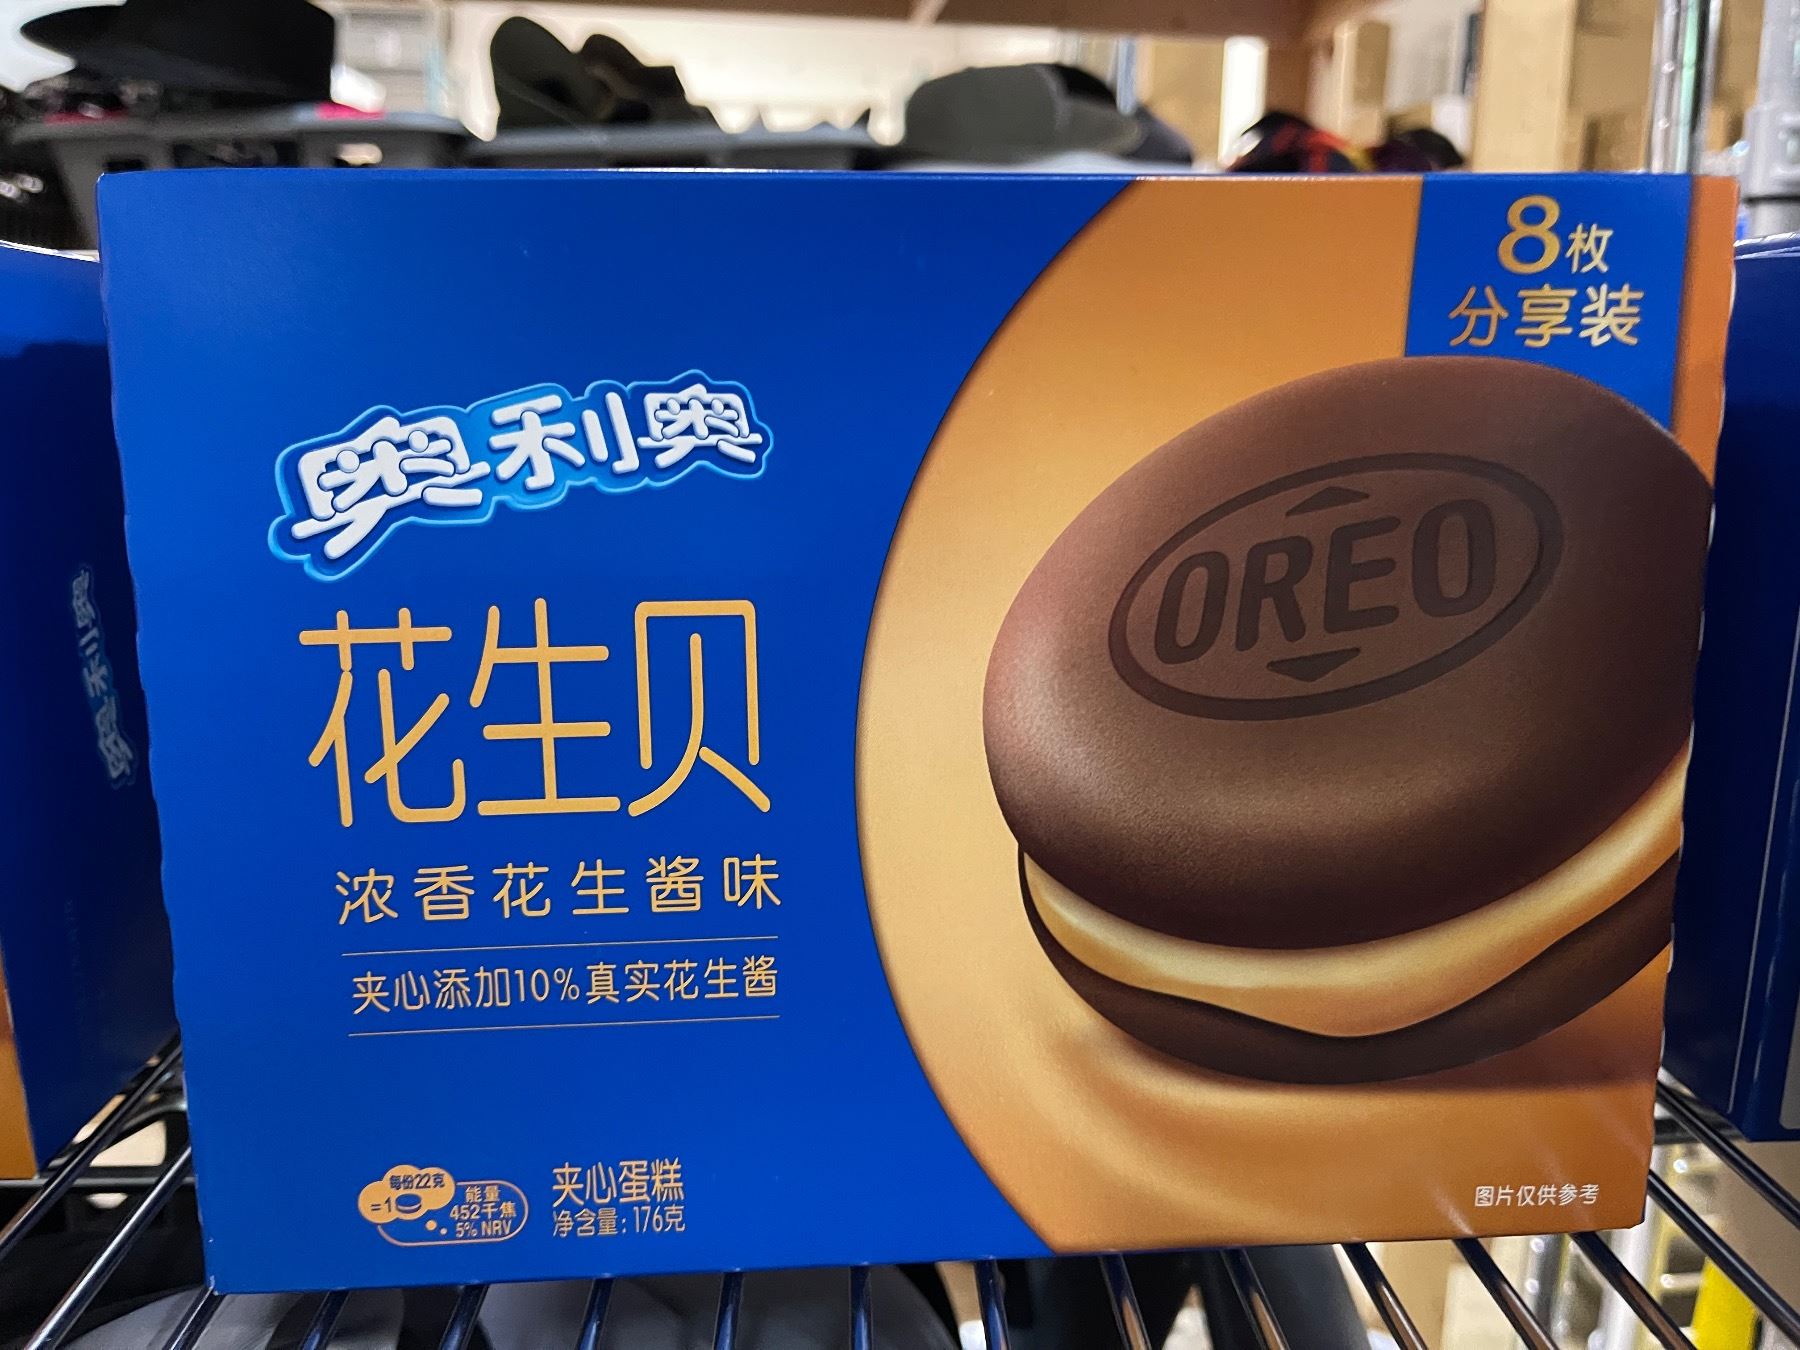 8枚
分享装
奥利奥
OREO
花生贝
浓香花生酱味
夹心添加10%真实花生酱
每份22克
=1
能量
452千焦
5% NRV
夹心蛋糕
净含量:176克
图片仅供参考
奥利奥